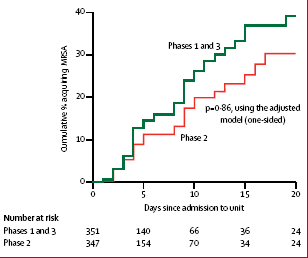 40
30
20
10
0
Cumulative % acquiring MRSA
Phases 1 and 3
p=0·86, using the adjusted
model (one-sided)
Phase 2
0 5 10 15 20
Days since admission to unit
Number at risk
Phases 1 and 3 351 140 66 36 24
Phase 2 347 154 70 34 24